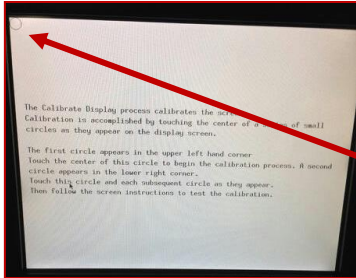 The Calibrate Display process calibrates the scr
Calibration is accomplished by touching the center of a of small
circles as they appear on the display screen.
The first circle appears in the upper left hand corner
Touch the center of this circle to begin the calibration process. A second
circle appears in the lower right corner.
Touch this circle and each subsequent circle as they appear.
Then follow the screen instructions to test the calibration.